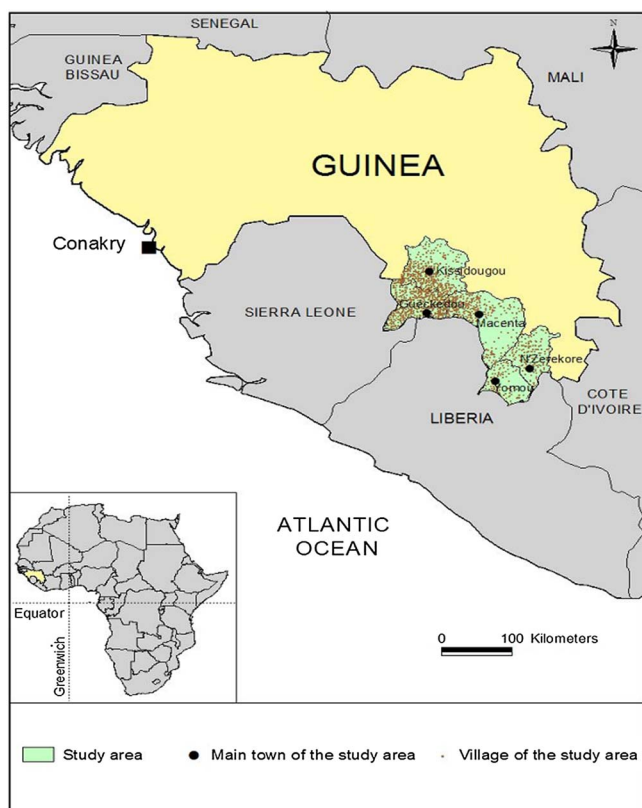 SENEGAL
GUINEA
BISSAU
N
MALI
GUINEA
Conakry
Kissidougou
SIERRA LEONE
Gueckedou
Macenta
N'Zerekore
Yomou
COTE
D'IVOIRE
LIBERIA
ATLANTIC
OCEAN
Equator
Greenwich
0 100 Kilometers
Study area
Main town of the study area
Village of the study area